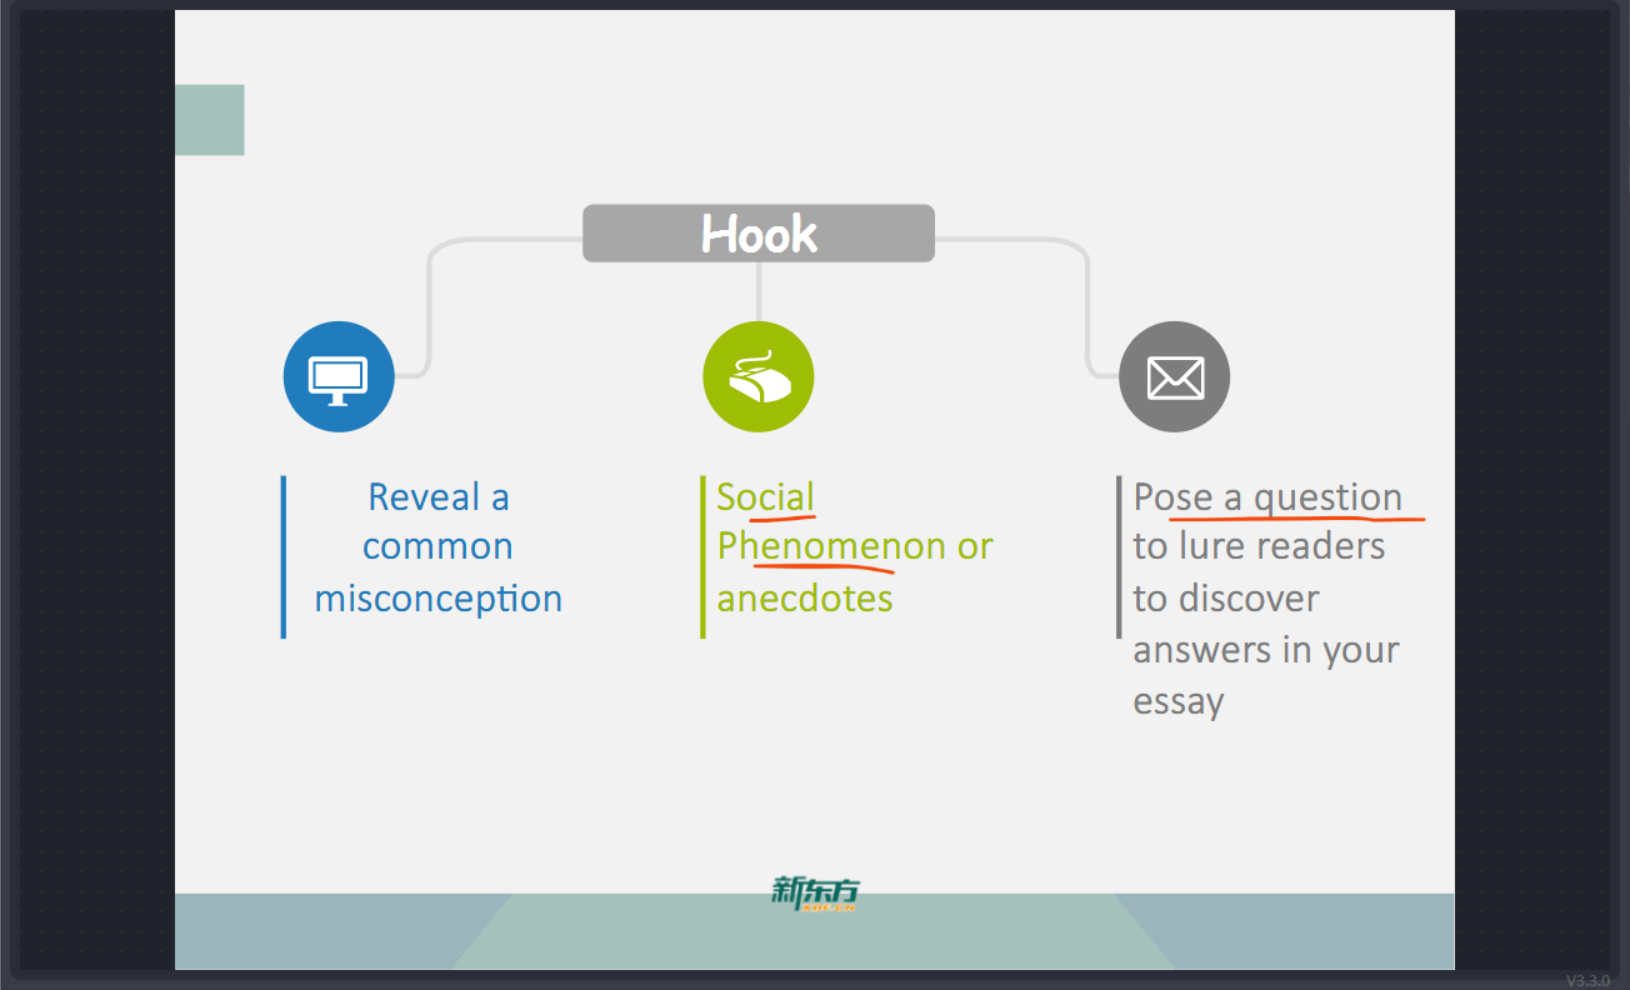 Hook
Reveal a
common
misconception
Social
Phenomenon or
anecdotes
Pose a question
to lure readers
to discover
answers in your
essay
新东方
V3.3.0